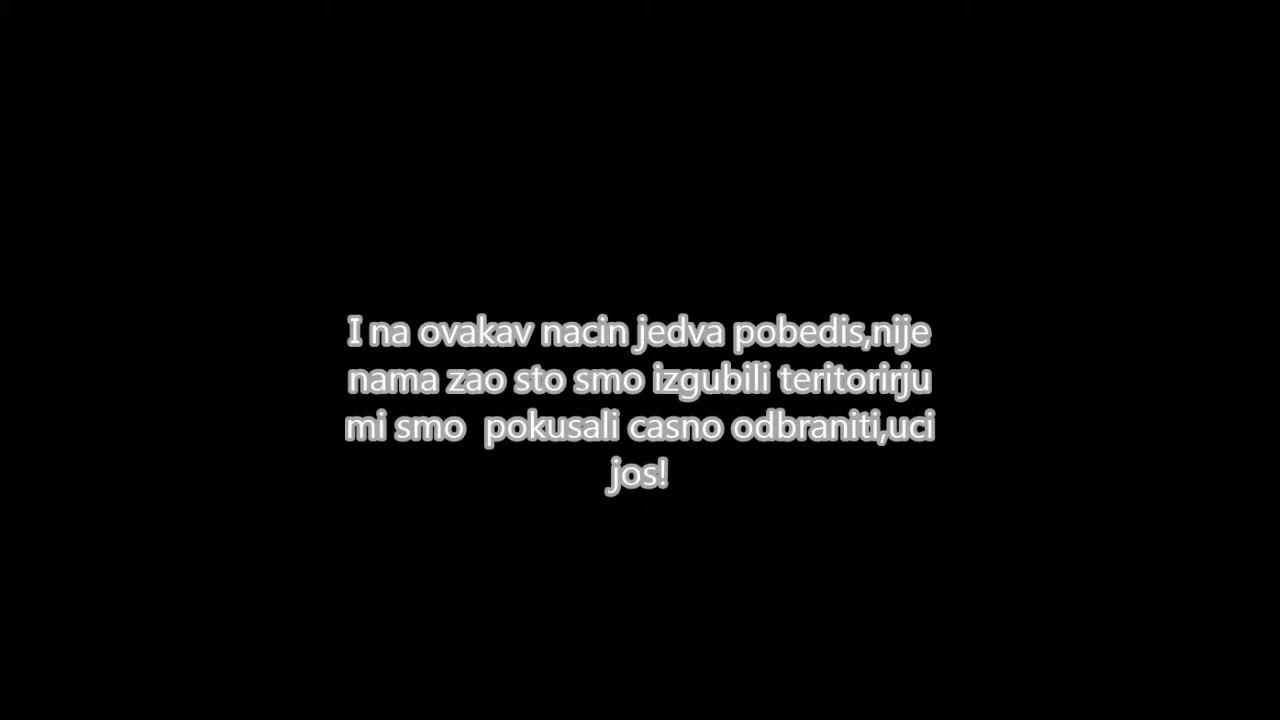 I na ovakav nacin jedva pobedis,nije
nama zao sto smo izgubili teritorirju
mi smo  pokusali casno odbraniti,uci
jos!